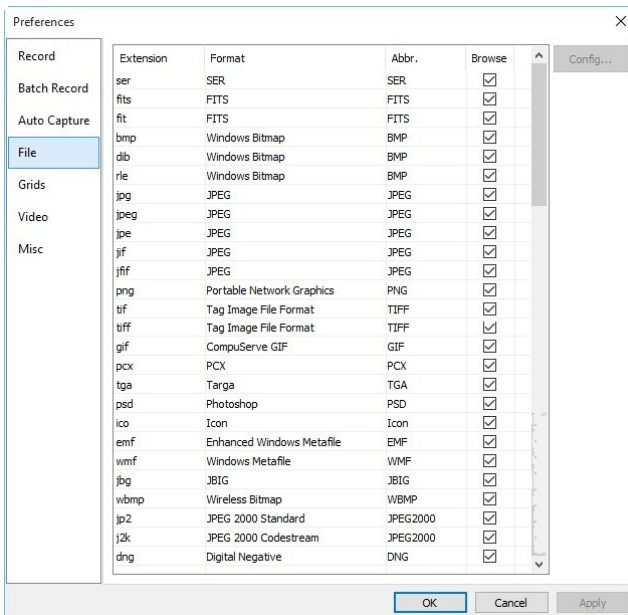 Preferences
Record
Batch Record
Auto Capture
File
Grids
Video
Misc
Extension Format Abbr. Browse
ser SER SER
fits FITS FITS
fit FITS FITS
bmp Windows Bitmap BMP
dib Windows Bitmap BMP
rle Windows Bitmap BMP
jpg JPEG JPEG
jpeg JPEG JPEG
jpe JPEG JPEG
jif JPEG JPEG
jfif JPEG JPEG
png Portable Network Graphics PNG
tif Tag Image File Format TIFF
tiff Tag Image File Format TIFF
gif CompuServe GIF GIF
pcx PCX PCX
tga Targa TGA
psd Photoshop PSD
ico Icon Icon
emf Enhanced Windows Metafile EMF
wmf Windows Metafile WMF
jbg JBIG JBIG
wbmp Wireless Bitmap WBMP
jp2 JPEG 2000 Standard JPEG2000
j2k JPEG 2000 Codestream JPEG2000
dng Digital Negative DNG
Config...
OK Cancel Apply